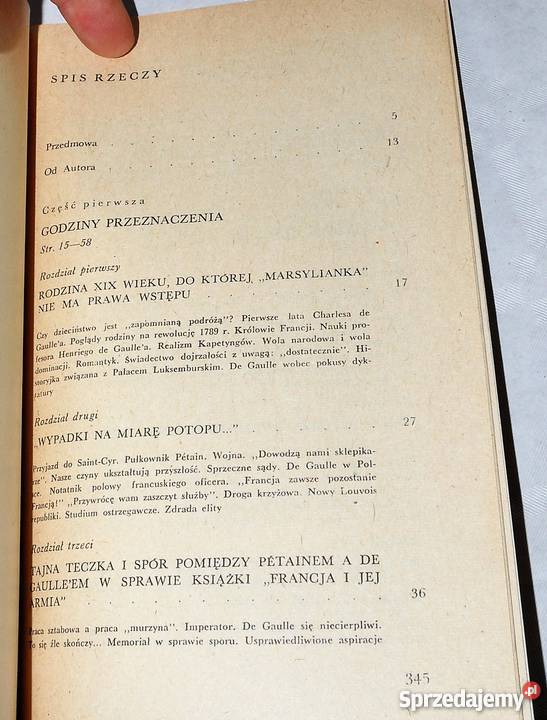 SPIS RZECZY
5
Przedmowa
13
Od Autora
Część pierwsza
GODZINY PRZEZNACZENIA
Str. 15—58
Rozdział pierwszy
RODZINA XIX WIEKU, DO KTÓREJ „MARSYLIANKA”
NIE MA PRAWA WSTĘPU 17
Czy dzieciństwo jest „zapomnianą podróżą”? Pierwsze lata Charlesa de
Gaulle'a. Poglądy rodziny na rewolucję 1789 r. Królowie Francji. Nauki pro-
fesora Henriego de Gaulle'a. Realizm Kapetyngów. Wola narodowa i wola
dominacji. Romantyk. Świadectwo dojrzałości z uwagą: „dostatecznie”. Hi-
storyjka związana z Pałacem Luksemburskim. De Gaulle wobec pokusy dyk-
tatury
Rozdział drugi
„WYPADKI NA MIARĘ POTOPU...” 27
Przyjazd do Saint-Cyr. Pułkownik Pétain. Wojna. „Dowodzą nami sklepika-
rze”. Nasze czyny ukształtują przyszłość. Sprzeczne sądy. De Gaulle w Pol-
sce. Notatnik polowy francuskiego oficera. „Francja zawsze pozostanie
Francją!” „Przywrócę wam zaszczyt służby”. Droga krzyżowa. Nowy Louvois
republiki. Studium ostrzegawcze. Zdrada elity
Rozdział trzeci
TAJNA TECZKA I SPÓR POMIĘDZY PÉTAINEM A DE
GAULLE'EM W SPRAWIE KSIĄŻKI „FRANCJA I JEJ
ARMIA” 36
Praca sztabowa a praca „murzyna”. Imperator. De Gaulle się niecierpliwi.
To się źle skończy... Memoriał w sprawie sporu. Usprawiedliwione aspiracje
345
Sprzedajemy.pl